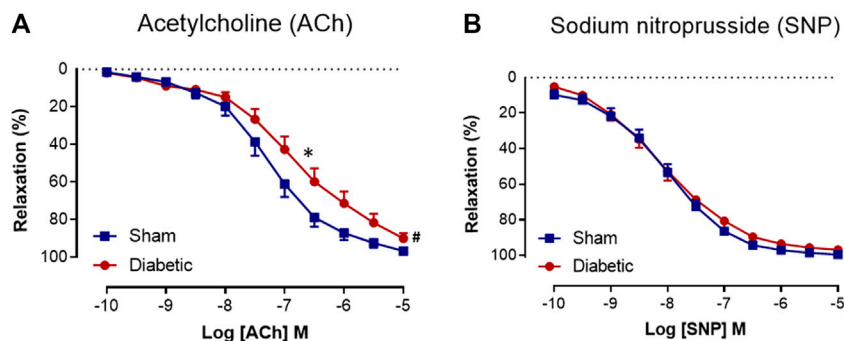 A
Acetylcholine (ACh)
0
20
40
60
80
100
Relaxation (%)
*
#
Sham
Diabetic
-10
-9
-8
-7
-6
-5
Log [ACh] M
B
Sodium nitroprusside (SNP)
0
20
40
60
80
100
Relaxation (%)
Sham
Diabetic
-10
-9
-8
-7
-6
-5
Log [SNP] M